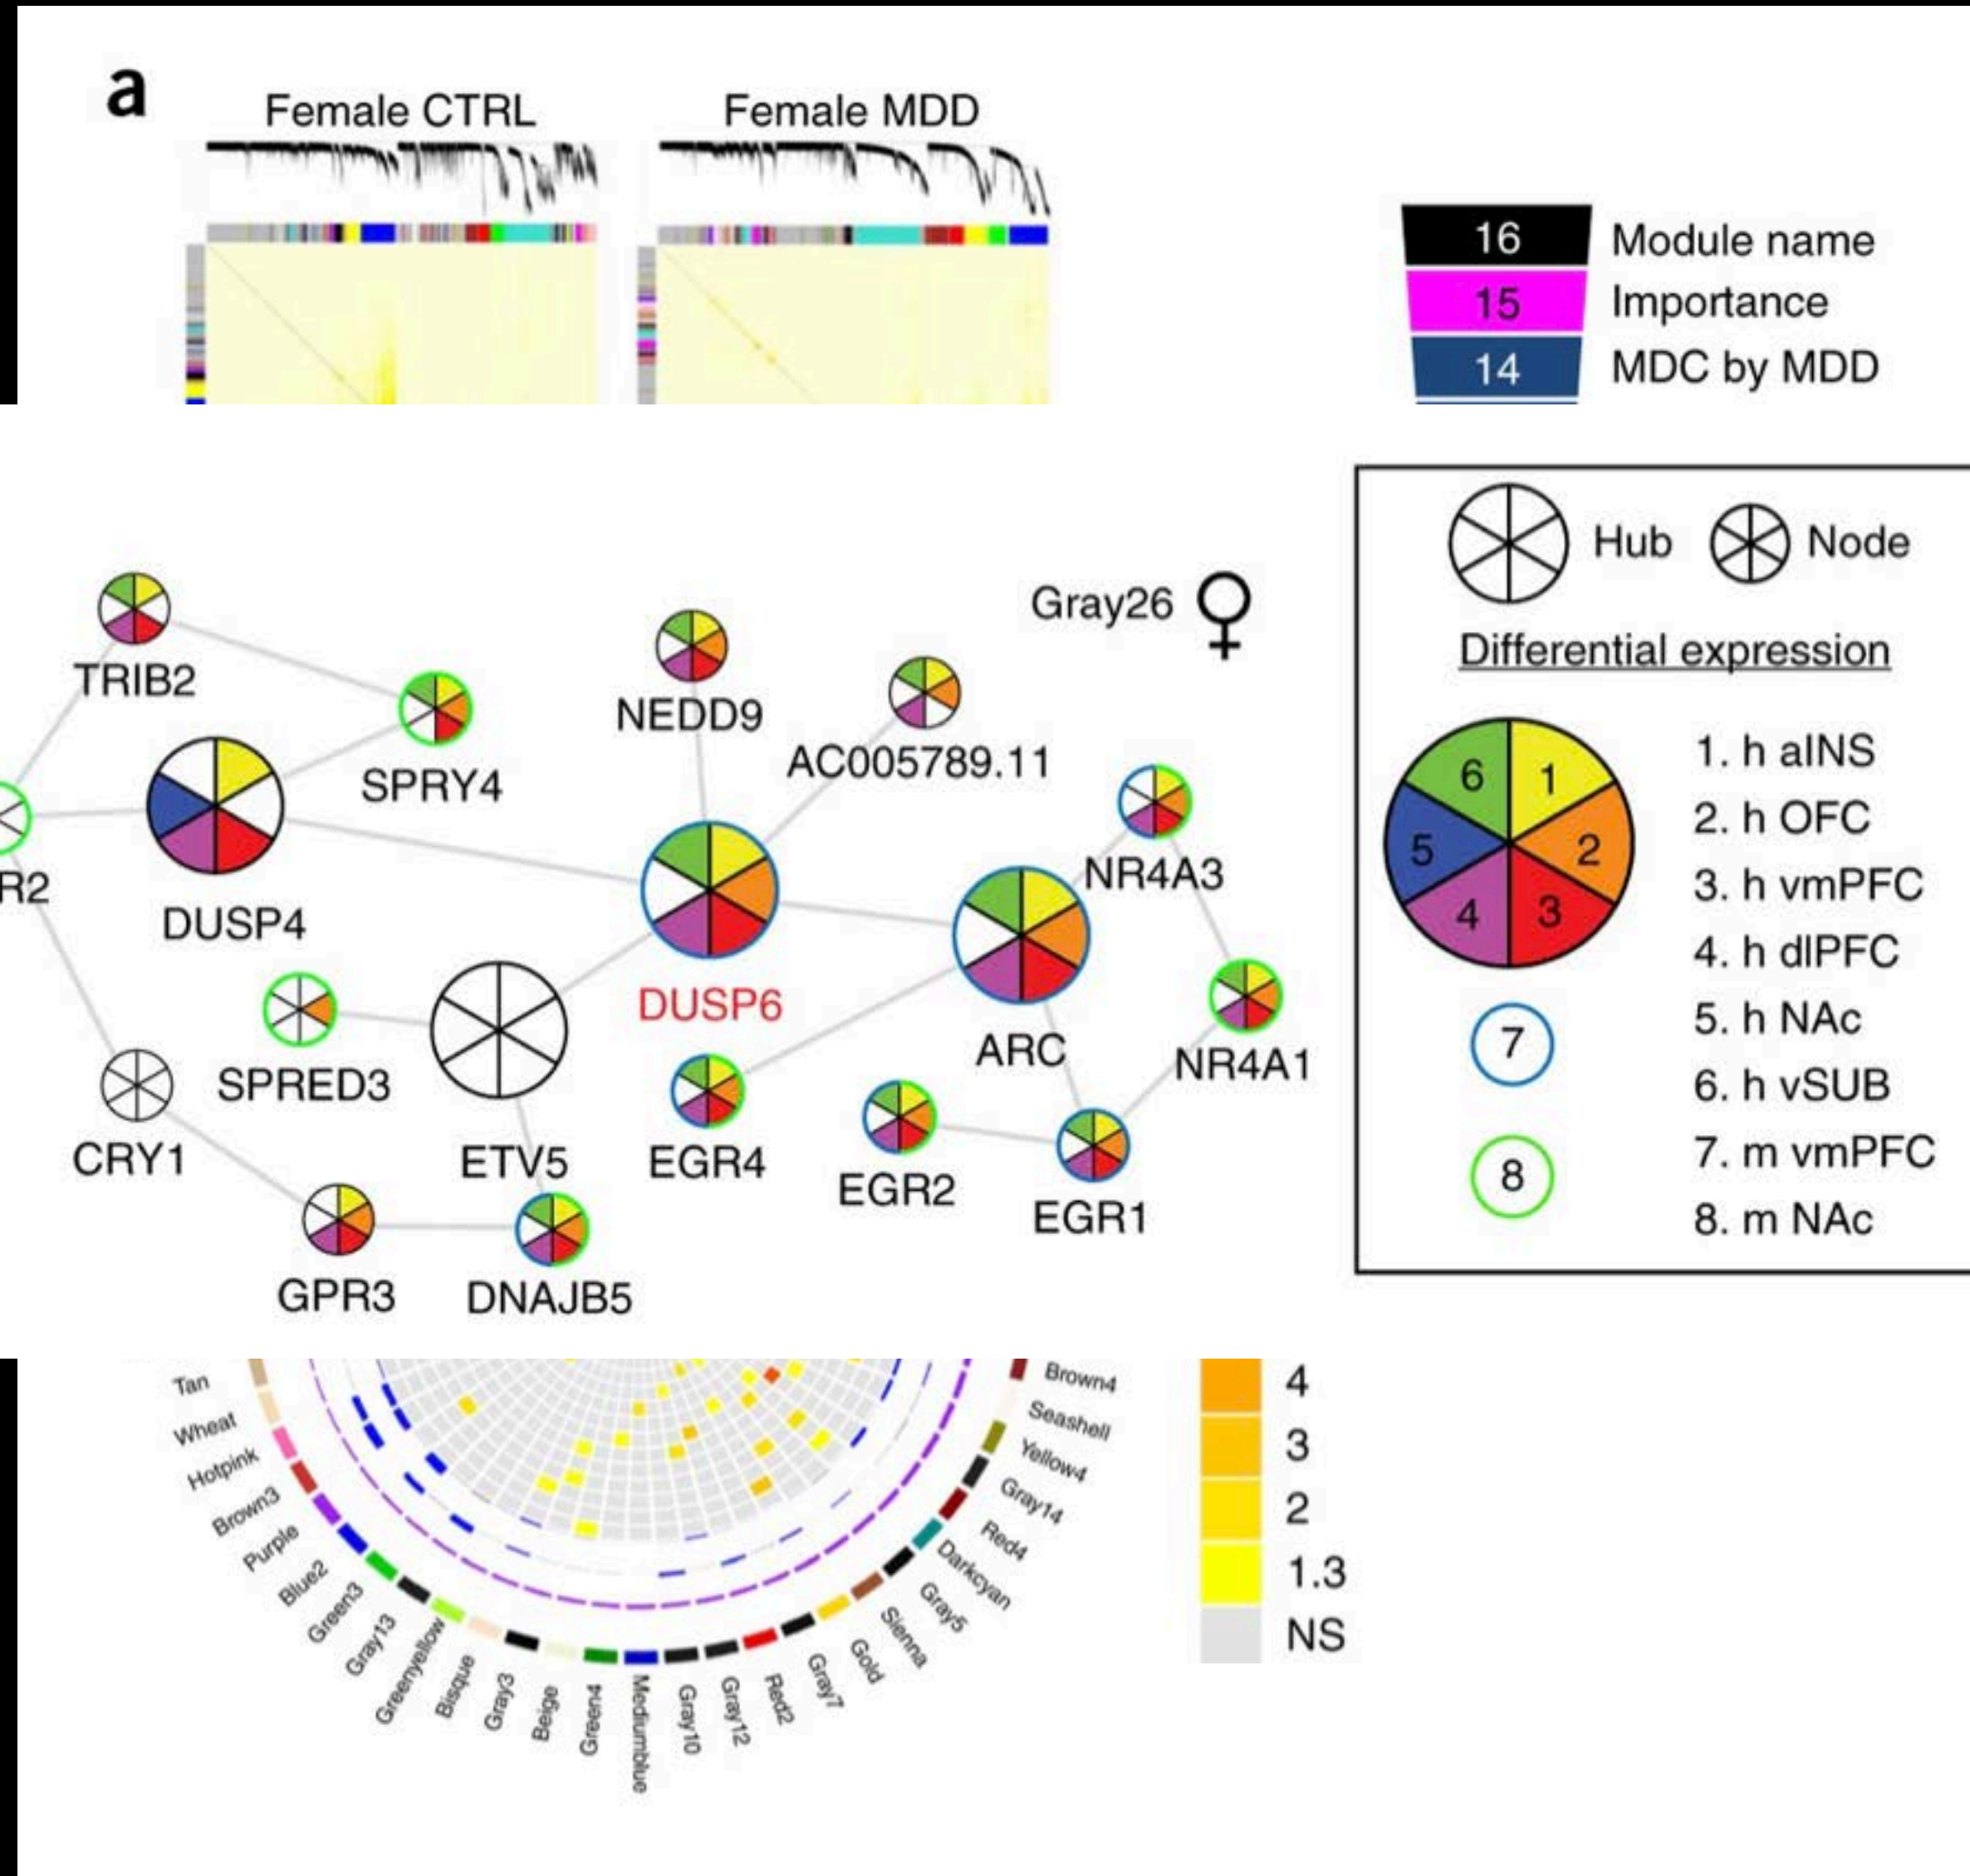 a
Female CTRL
Female MDD
16 Module name
15 Importance
14 MDC by MDD
Hub
Node
Gray26 ♀
TRIB2
NEDD9
Differential expression
SPRY4
AC005789.11
R2
DUSP4
NR4A3
DUSP6
ARC
NR4A1
SPRED3
CRY1
ETV5
EGR4
EGR2
EGR1
GPR3
DNAJB5
6
1
5
2
4
3
7
8
1. h aINS
2. h OFC
3. h vmPFC
4. h dlPFC
5. h NAc
6. h vSUB
7. m vmPFC
8. m NAc
Tan
Wheat
Hotpink
Brown3
Purple
Blue2
Green3
Gray13
Greenyellow
Bisque
Gray3
Beige
Green4
Mediumblue
Gray10
Gray12
Red2
Gray7
Gold
Sienna
Gray5
Darkcyan
Red4
Gray14
Yellow4
Seashell
Brown4
4
3
2
1.3
NS